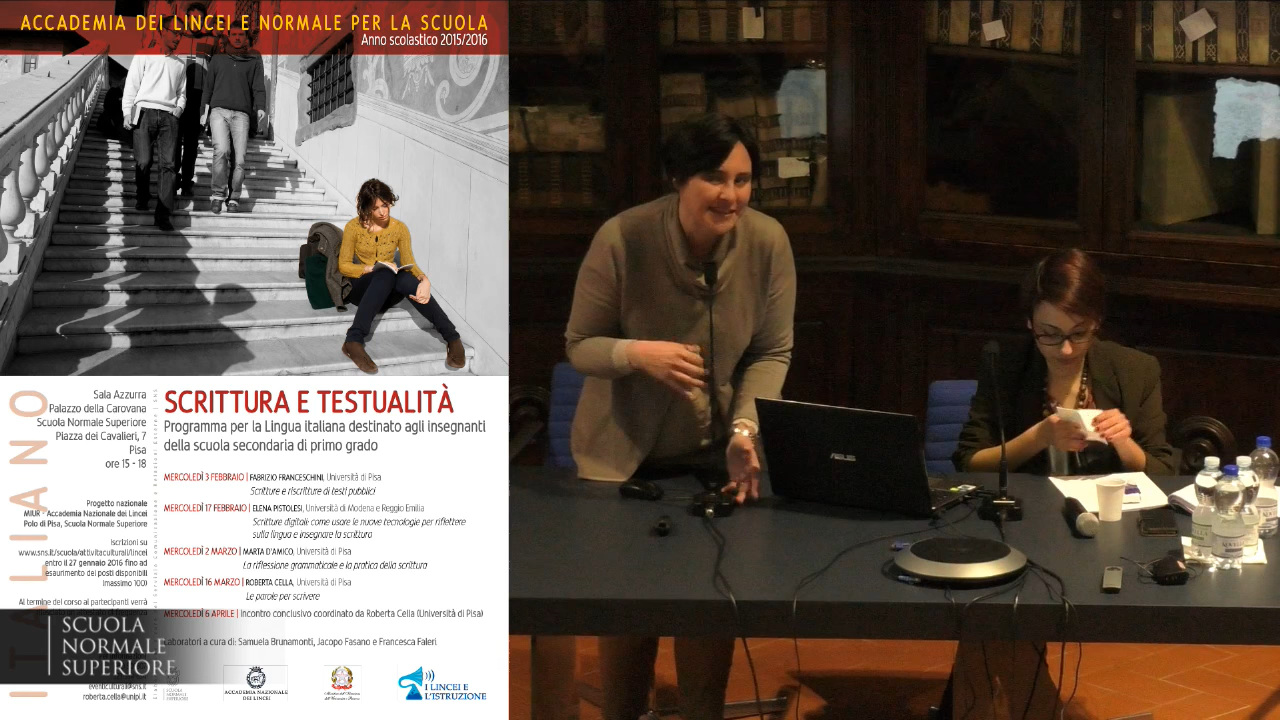 ACCADEMIA DEI LINCEI E NORMALE PER LA SCUOLA
Anno scolastico 2015/2016
ITALIANO
Sala Azzurra
Palazzo della Carovana
Scuola Normale Superiore
Piazza dei Cavalieri, 7
Pisa
ore 15 - 18
Progetto nazionale
MIUR - Accademia Nazionale dei Lincei
Polo di Pisa, Scuola Normale Superiore
Iscrizioni su
www.sns.it/scuola/attivitaculturali/lincei
entro il 27 gennaio 2016 fino ad
esaurimento dei posti disponibili
(massimo 100)
Al termine del corso ai partecipanti verrà
eventiculturali@sns.it
roberta.cella@unipi.it
SCRITTURA E TESTUALITÀ
Programma per la Lingua italiana destinato agli insegnanti
della scuola secondaria di primo grado
MERCOLEDÌ 3 FEBBRAIO | FABRIZIO FRANCESCHINI, Università di Pisa
Scritture e riscritture di testi pubblici
MERCOLEDÌ 17 FEBBRAIO | ELENA PISTOLESI, Università di Modena e Reggio Emilia
Scritture digitali: come usare le nuove tecnologie per riflettere
sulla lingua e insegnare la scrittura
MERCOLEDÌ 2 MARZO | MARTA D'AMICO, Università di Pisa
La riflessione grammaticale e la pratica della scrittura
MERCOLEDÌ 16 MARZO | ROBERTA CELLA, Università di Pisa
Le parole per scrivere
MERCOLEDÌ 6 APRILE | Incontro conclusivo coordinato da Roberta Cella (Università di Pisa)
Laboratori a cura di: Samuela Brunamonti, Jacopo Fasano e Francesca Faleri
SCUOLA
NORMALE
SUPERIORE
SCUOLA
NORMALE
SUPERIORE
ACCADEMIA NAZIONALE
DEI LINCEI
I LINCEI E
L'ISTRUZIONE
ASUS